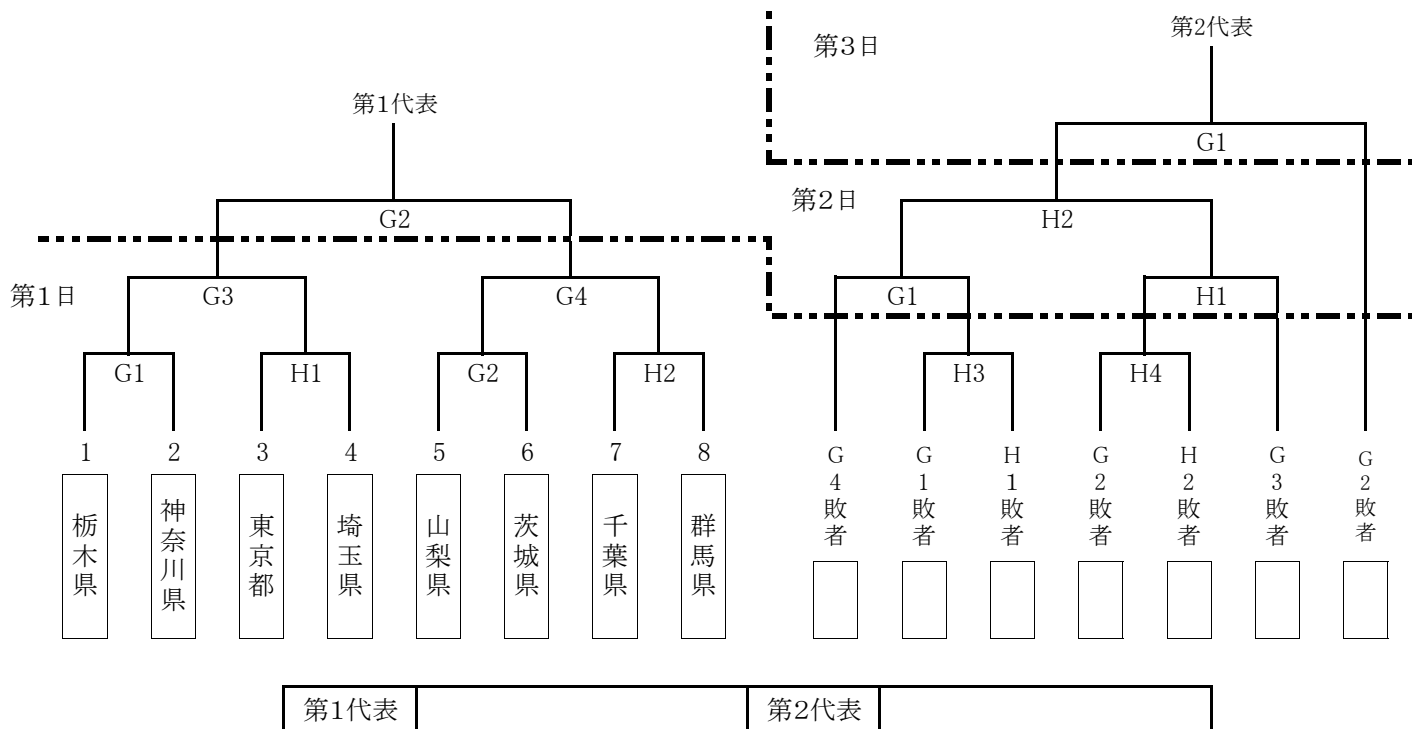 第3日
第2代表
第1代表
G1
第2日
G2
H2
第1日
G3
G4
G1
H1
G1
H1
G2
H2
H3
H4
1
2
3
4
5
6
7
8
栃木県
神奈川県
東京都
埼玉県
山梨県
茨城県
千葉県
群馬県
G4敗者
G1敗者
H1敗者
G2敗者
H2敗者
G3敗者
G2敗者
第1代表
第2代表